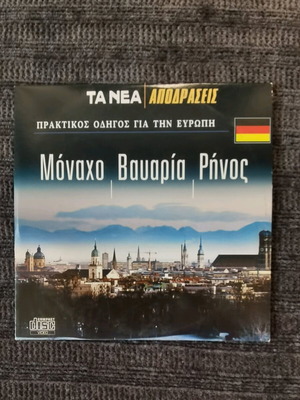 ΤΑ ΝΕΑ ΑΠΟΔΡΑΣΕΙΣ
ΠΡΑΚΤΙΚΟΣ ΟΔΗΓΟΣ ΓΙΑ ΤΗΝ ΕΥΡΩΠΗ
Μόναχο Βαυαρία Ρήνος
COMPACT
disc